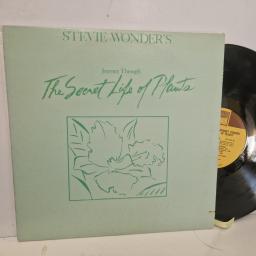 STEVIE WONDER'S
Journey Through
The Secret Life of Plants